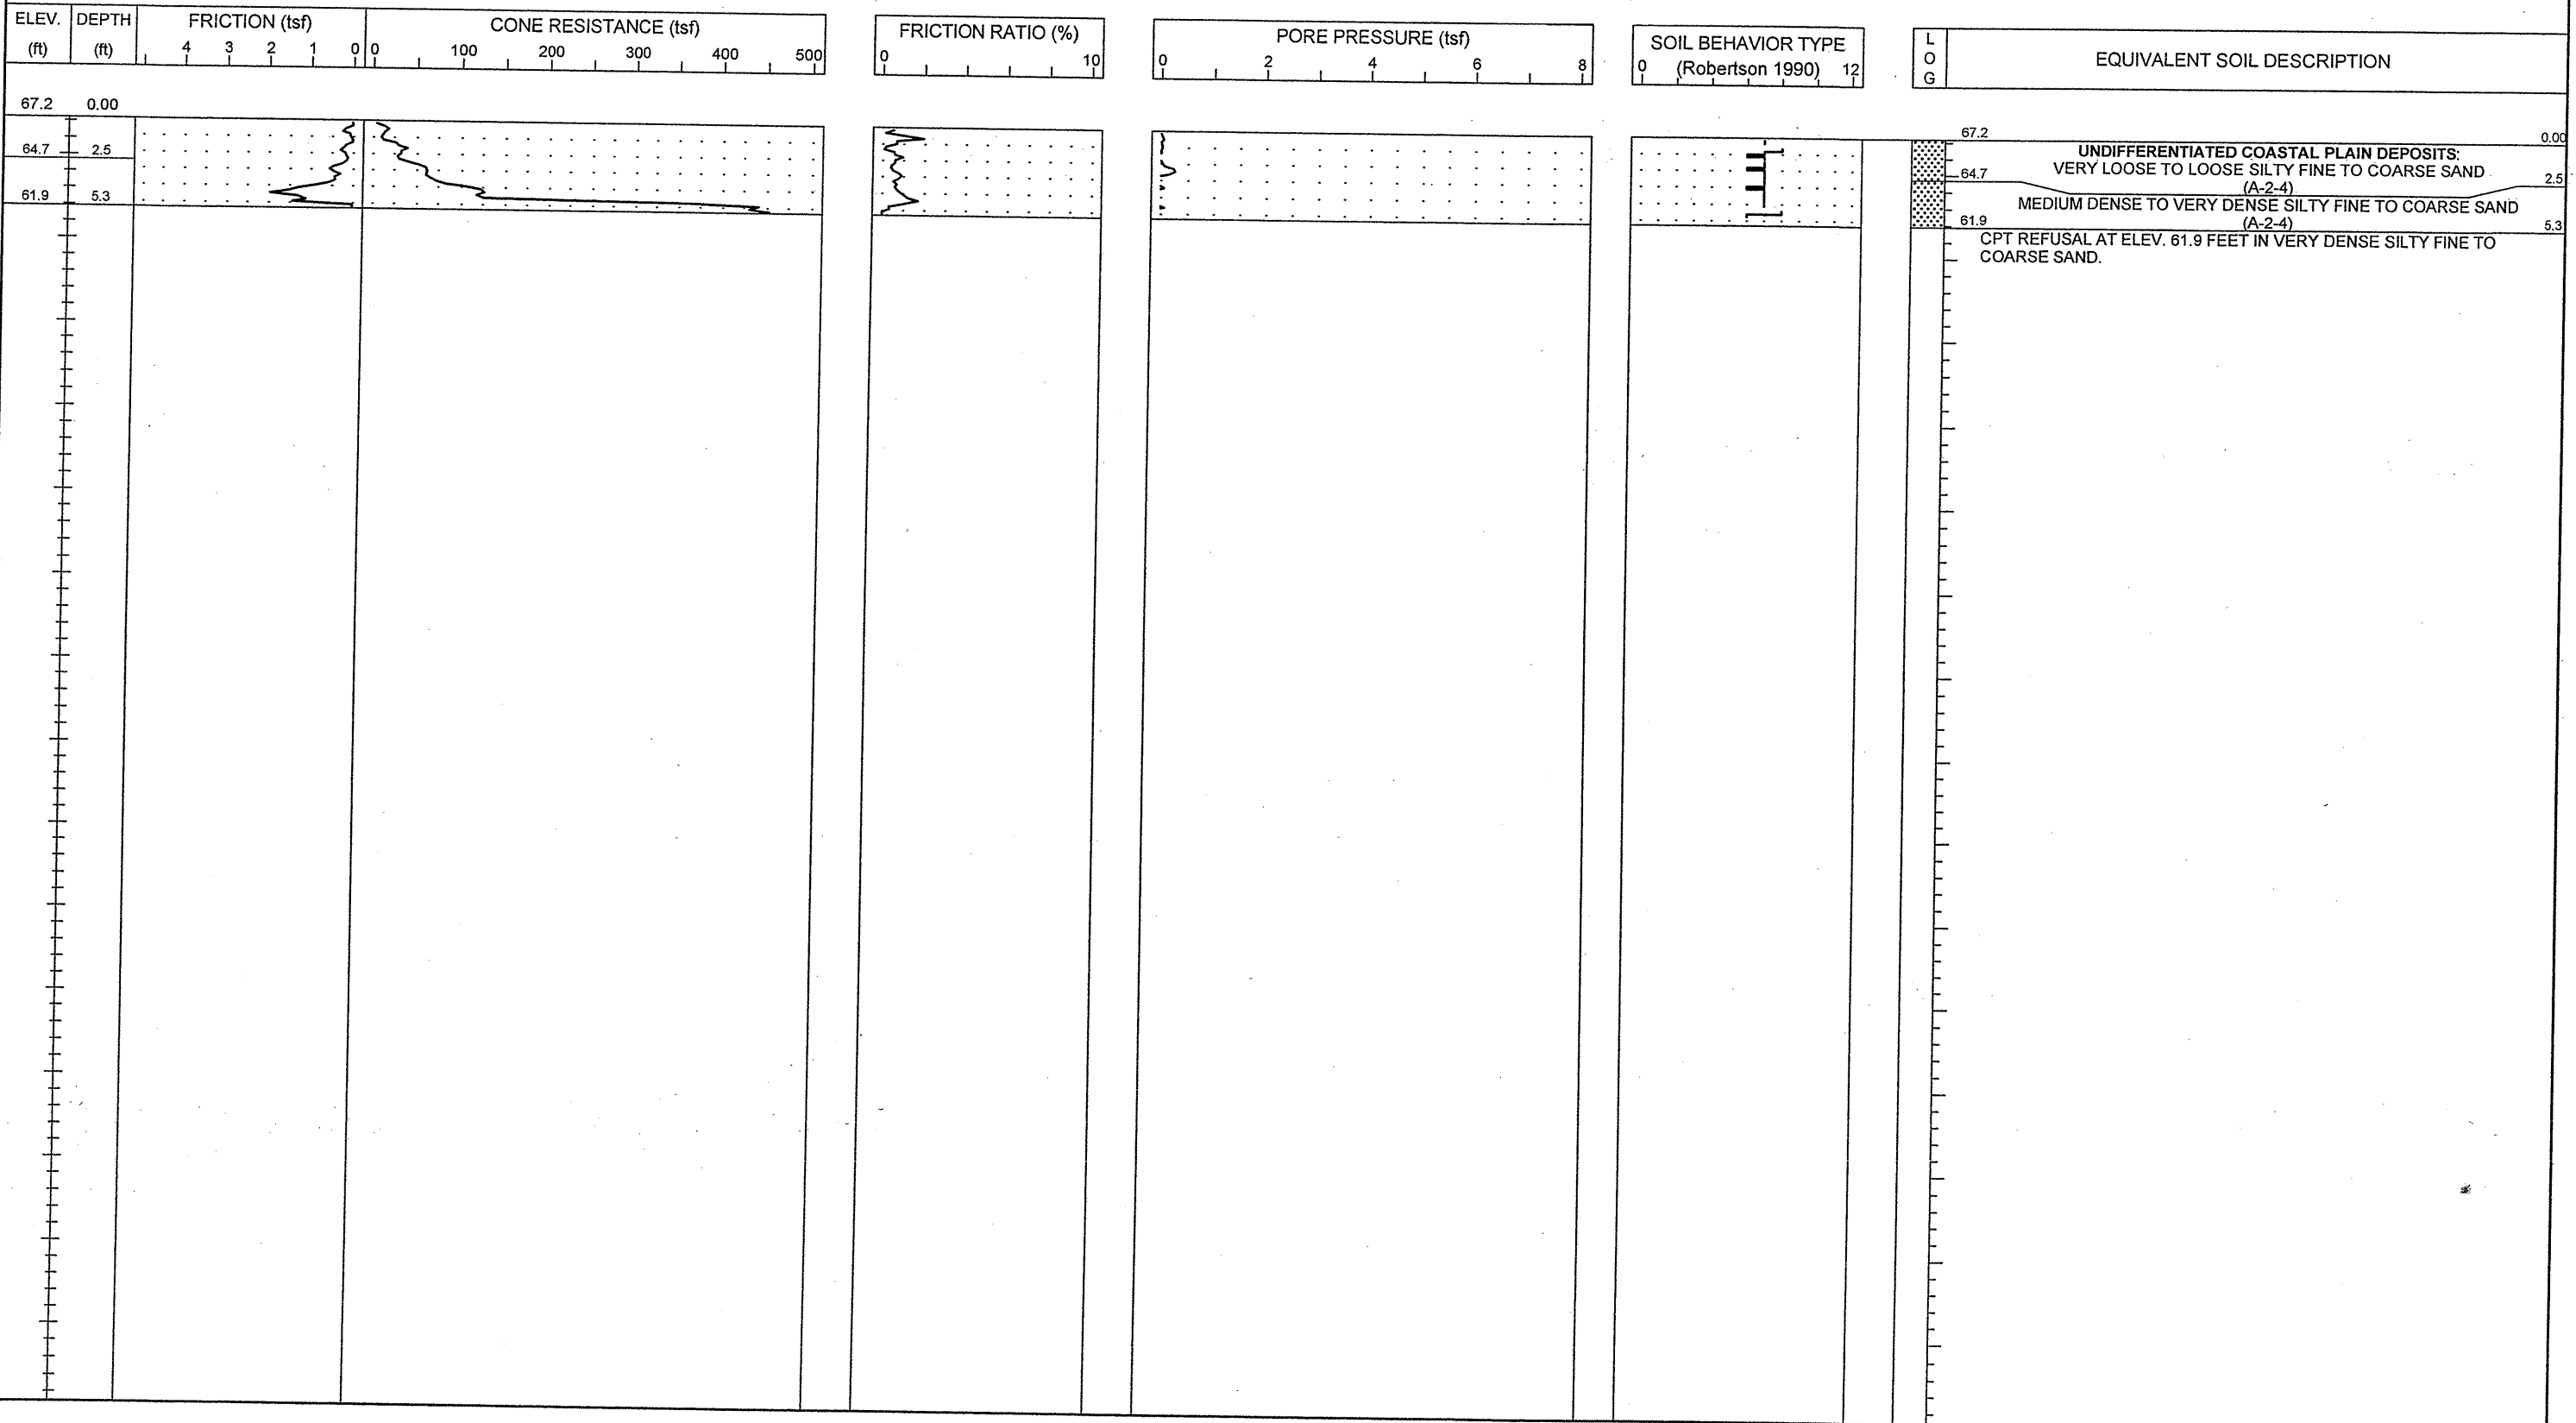 ELEV. DEPTH FRICTION (tsf) CONE RESISTANCE (tsf) FRICTION RATIO (%) PORE PRESSURE (tsf) SOIL BEHAVIOR TYPE L
(ft) (ft) 4 3 2 1 0 0 100 200 300 400 500 0 10 0 2 4 6 8 0 (Robertson 1990) 12 O EQUIVALENT SOIL DESCRIPTION
G
67.2 0.00
67.2 0.00
64.7 2.5
UNDIFFERENTIATED COASTAL PLAIN DEPOSITS:
VERY LOOSE TO LOOSE SILTY FINE TO COARSE SAND
64.7 (A-2-4) 2.5
61.9 5.3
MEDIUM DENSE TO VERY DENSE SILTY FINE TO COARSE SAND
61.9 (A-2-4) 5.3
CPT REFUSAL AT ELEV. 61.9 FEET IN VERY DENSE SILTY FINE TO
COARSE SAND.